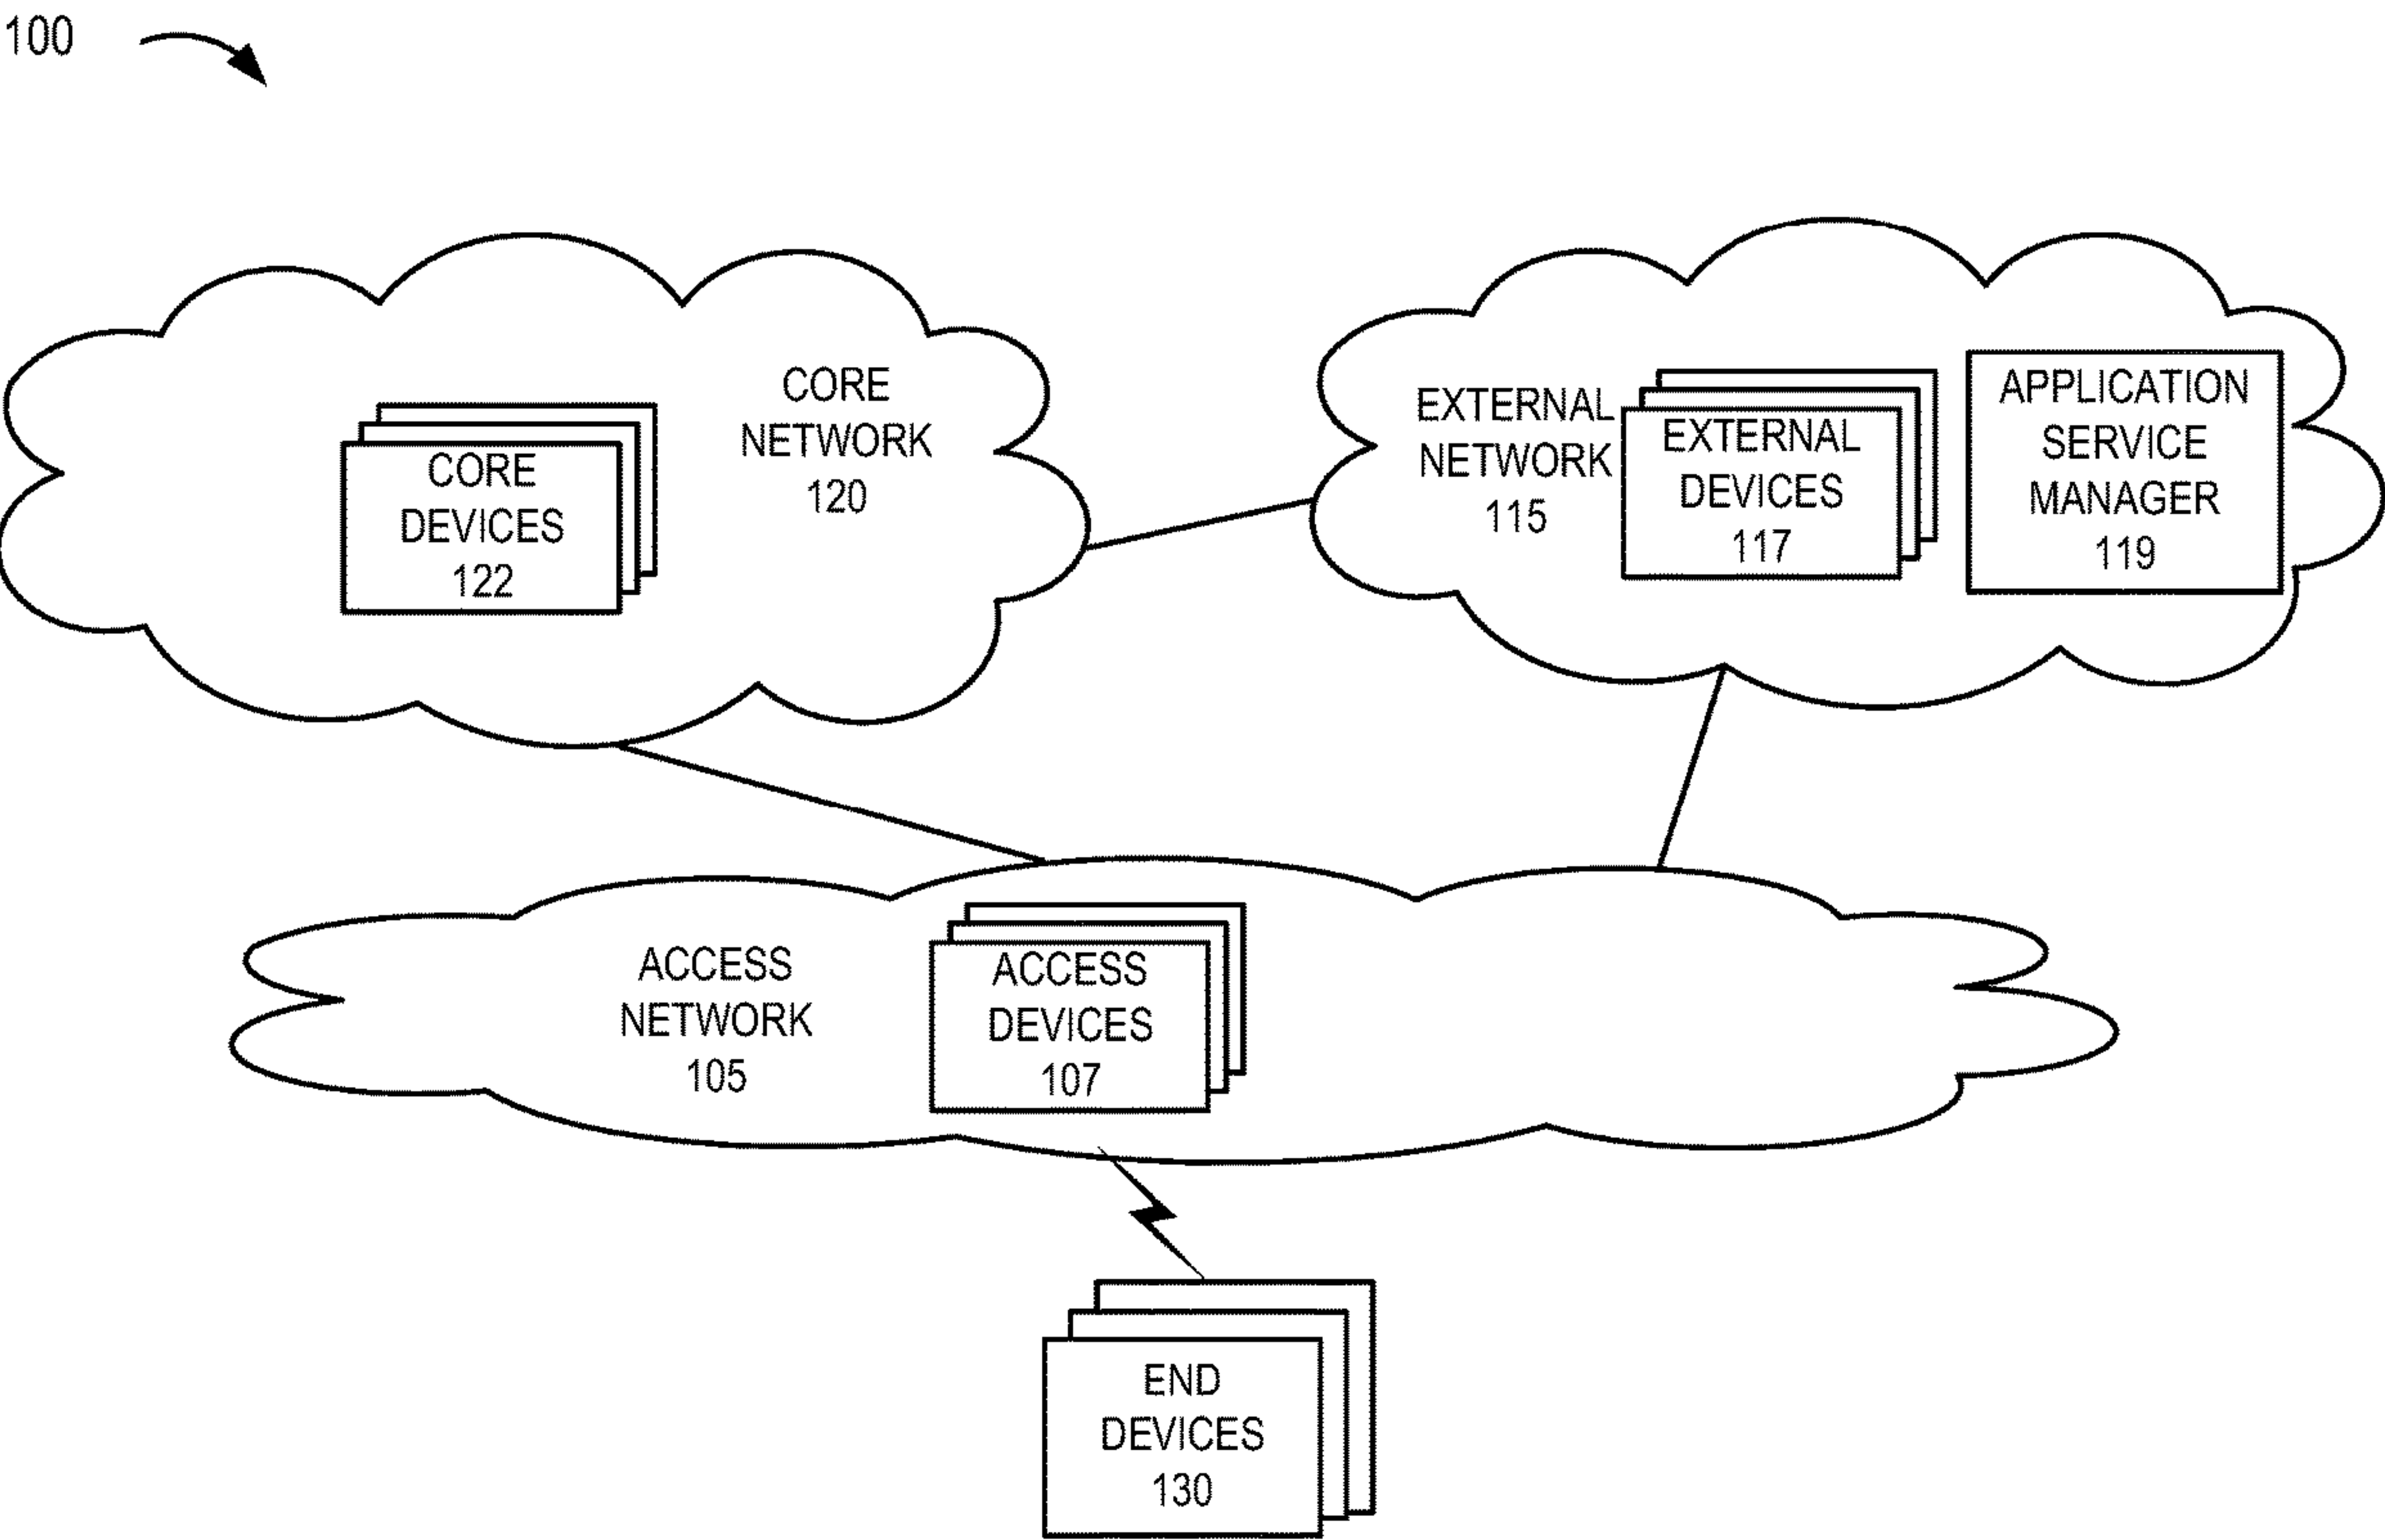 100
CORE
NETWORK
120
CORE
DEVICES
122
EXTERNAL
NETWORK
115
EXTERNAL
DEVICES
117
APPLICATION
SERVICE
MANAGER
119
ACCESS
NETWORK
105
ACCESS
DEVICES
107
END
DEVICES
130